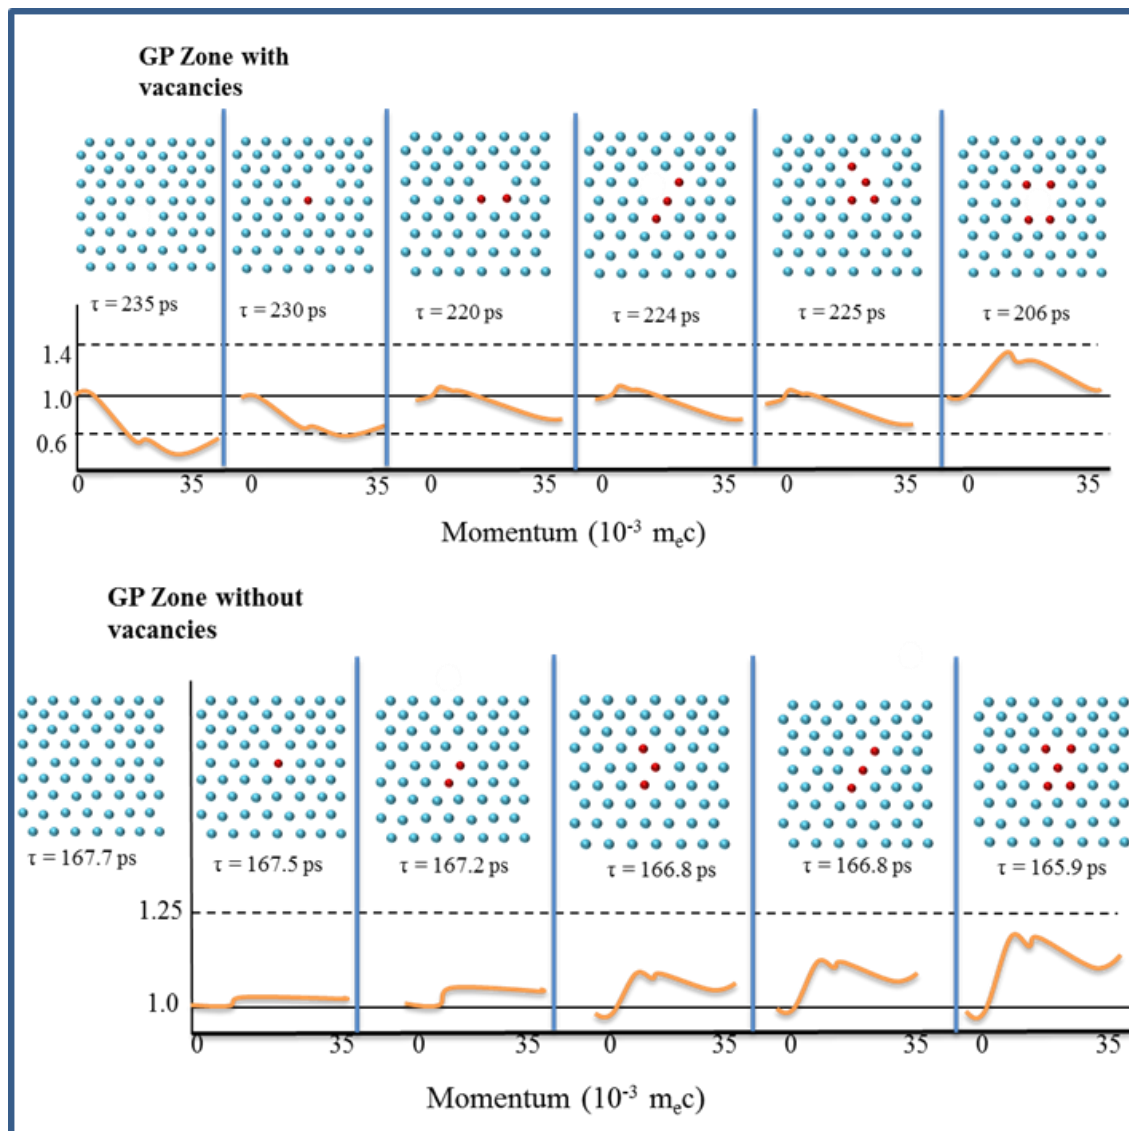 GP Zone with
vacancies
τ = 235 ps
τ = 230 ps
τ = 220 ps
τ = 224 ps
τ = 225 ps
τ = 206 ps
1.4
1.0
0.6
0 35 0 35 0 35 0 35 0 35 0 35
Momentum (10⁻³ mₑc)
GP Zone without
vacancies
τ = 167.7 ps
τ = 167.5 ps
τ = 167.2 ps
τ = 166.8 ps
τ = 166.8 ps
τ = 165.9 ps
1.25
1.0
0 35 0 35 0 35 0 35 0 35
Momentum (10⁻³ mₑc)